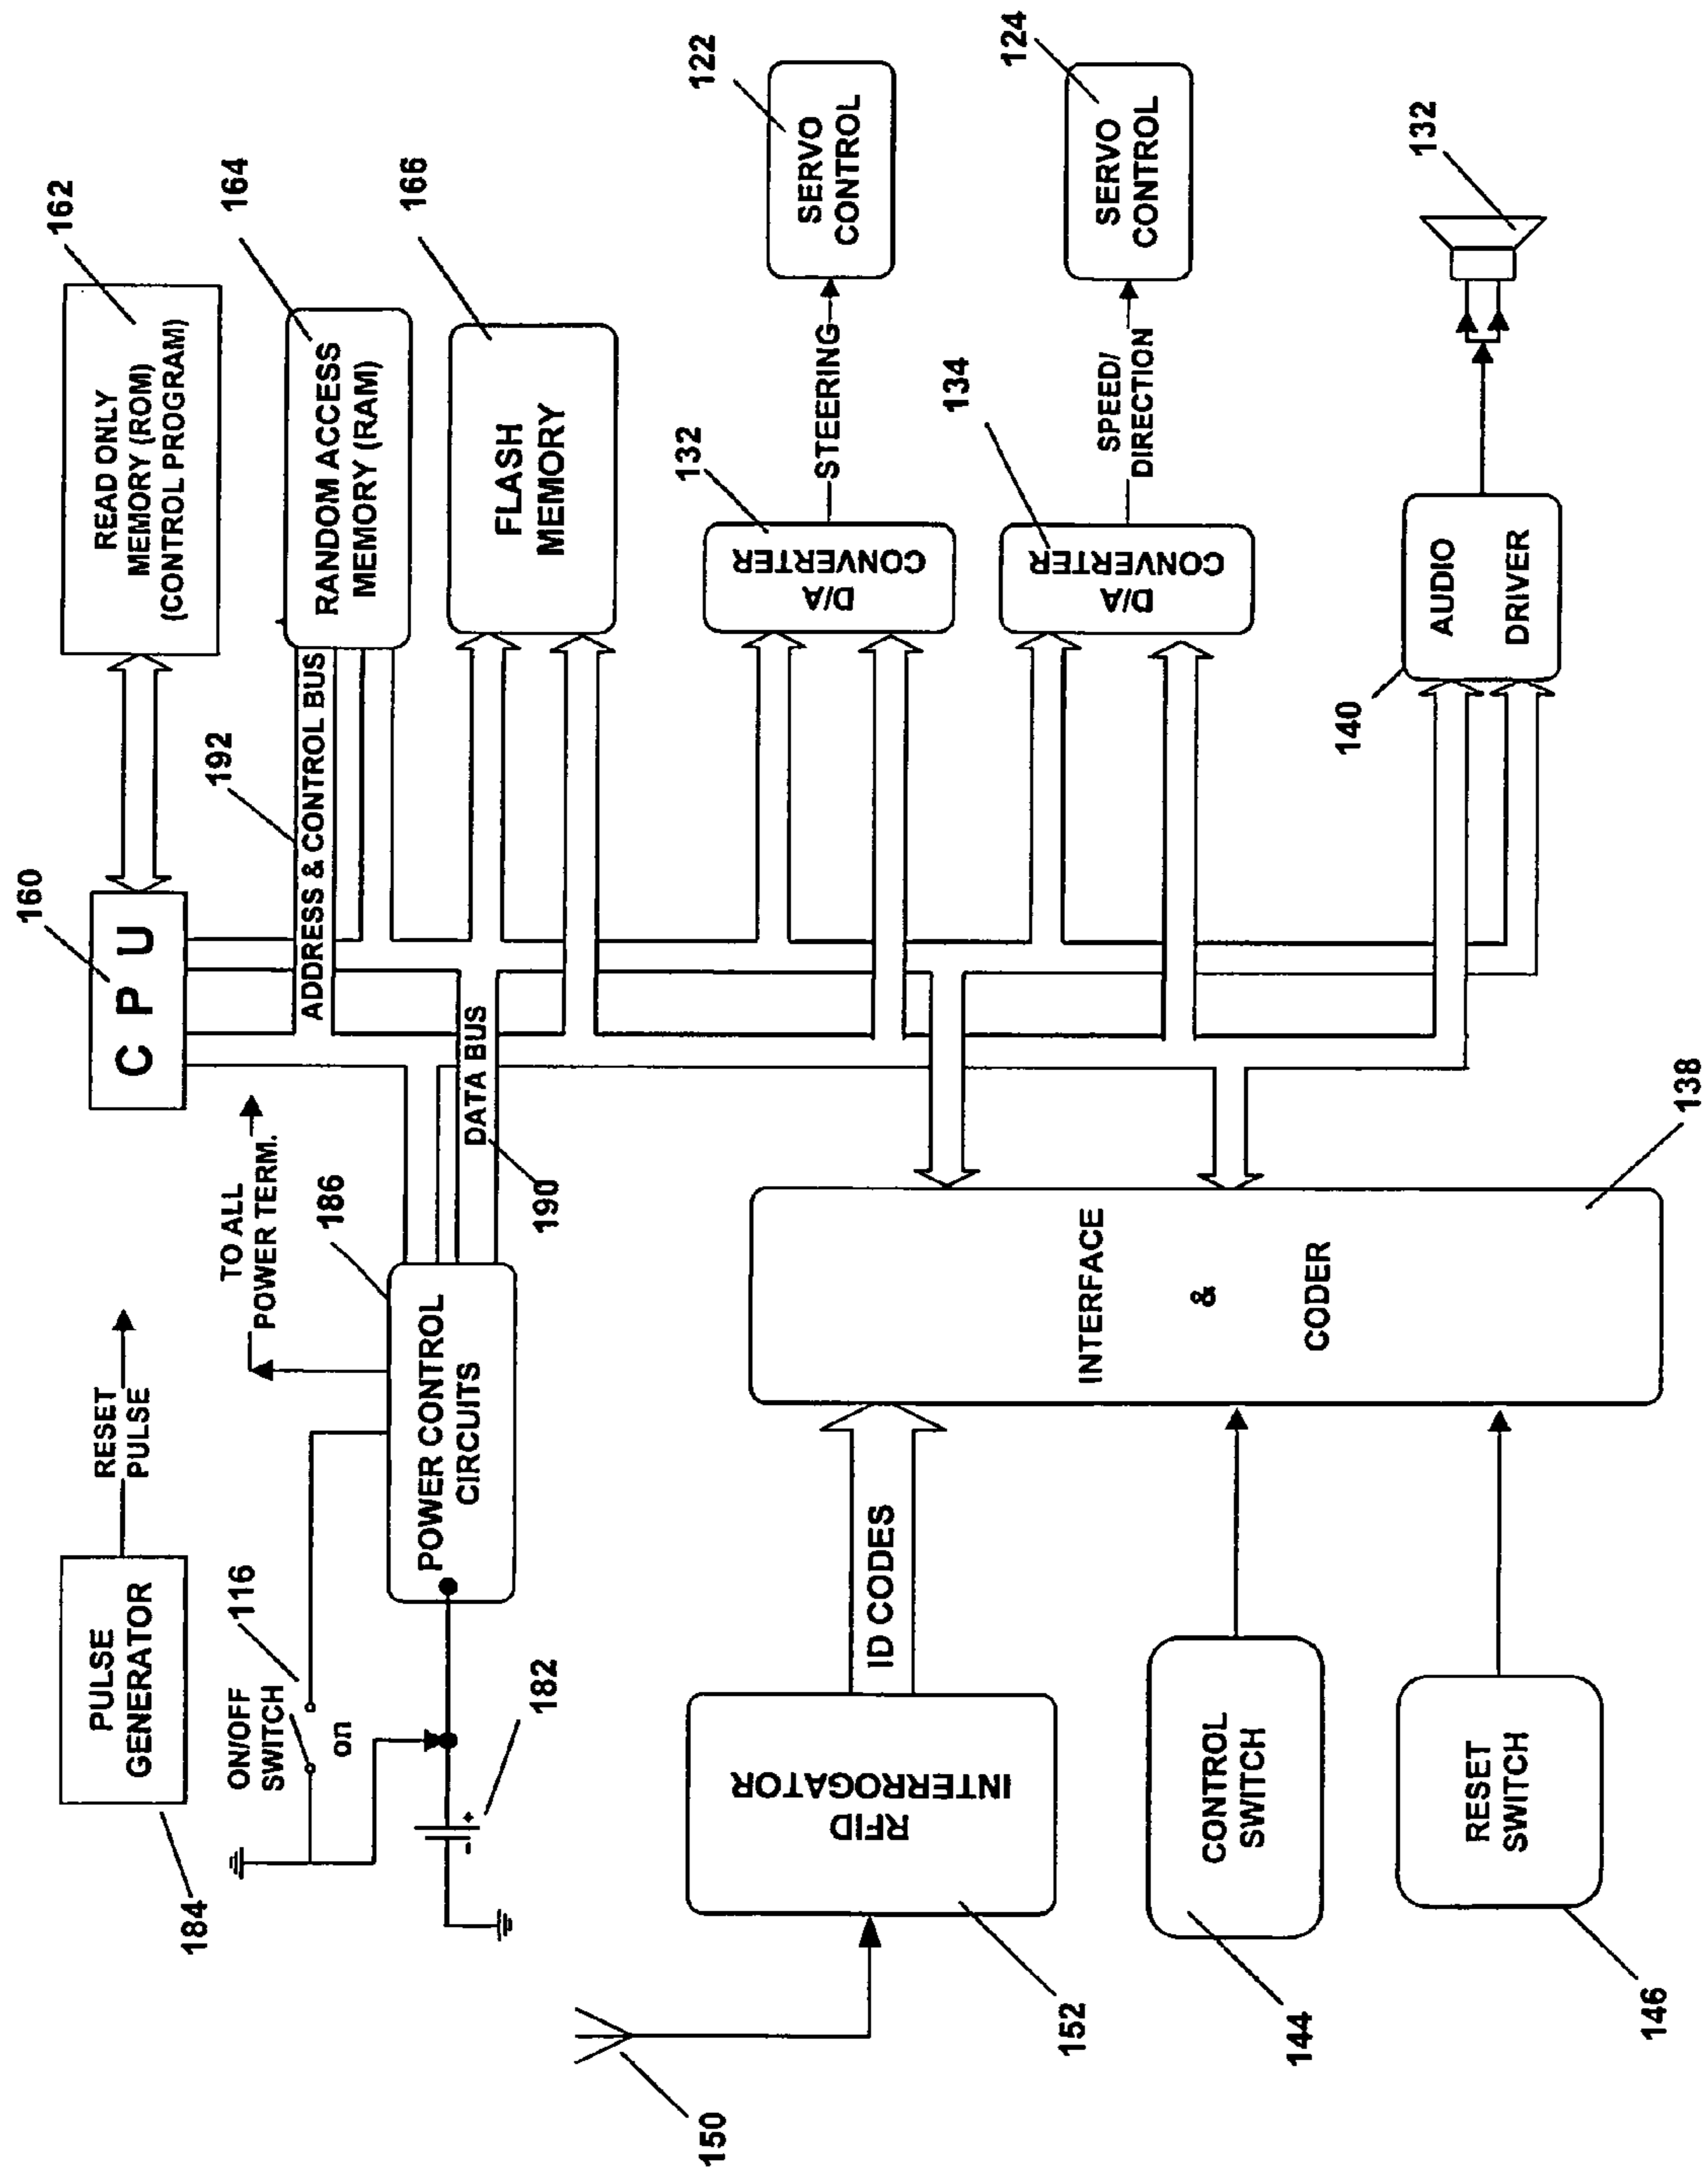 184
PULSE
GENERATOR
RESET
PULSE
160
C P U
162
READ ONLY
MEMORY (ROM)
(CONTROL PROGRAM)
ON/OFF
SWITCH
116
on
TO ALL
POWER TERM.
192
ADDRESS & CONTROL BUS
164
RANDOM ACCESS
MEMORY (RAM)
182
- +
186
POWER CONTROL
CIRCUITS
DATA BUS
190
166
FLASH
MEMORY
150
152
RFID
INTERROGATOR
ID CODES
132
D/A
CONVERTER
STEERING
122
SERVO
CONTROL
134
D/A
CONVERTER
SPEED/
DIRECTION
124
SERVO
CONTROL
144
CONTROL
SWITCH
INTERFACE
&
CODER
138
146
RESET
SWITCH
140
AUDIO
DRIVER
132